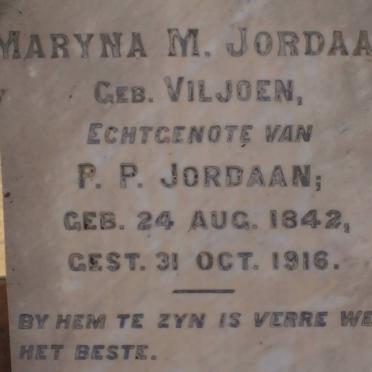 MARYNA M. JORDAA
GEB. VILJOEN,
ECHTGENOTE VAN
P. P. JORDAAN;
GEB. 24 AUG. 1842,
GEST. 31 OCT. 1916.
BY HEM TE ZYN IS VERRE WE
HET BESTE.